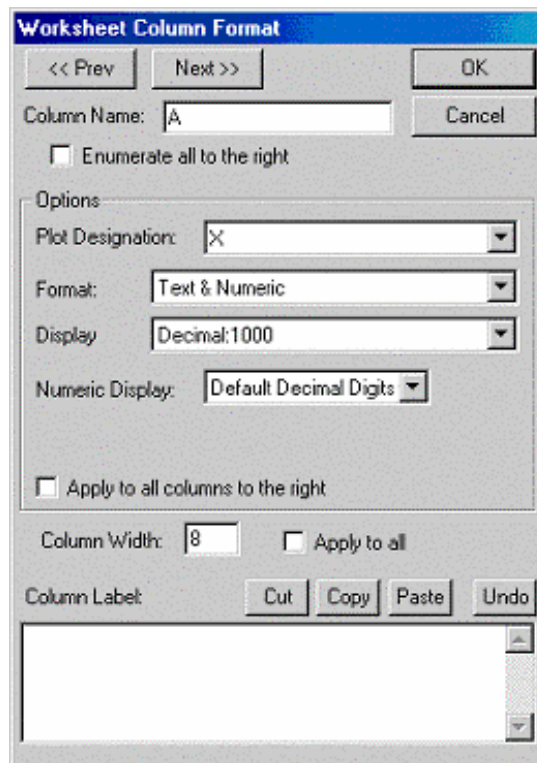 Worksheet Column Format
<< Prev Next >> OK
Column Name: A Cancel
Enumerate all to the right
Options
Plot Designation: X
Format: Text & Numeric
Display Decimal:1000
Numeric Display: Default Decimal Digits
Apply to all columns to the right
Column Width: 8 Apply to all
Column Label: Cut Copy Paste Undo